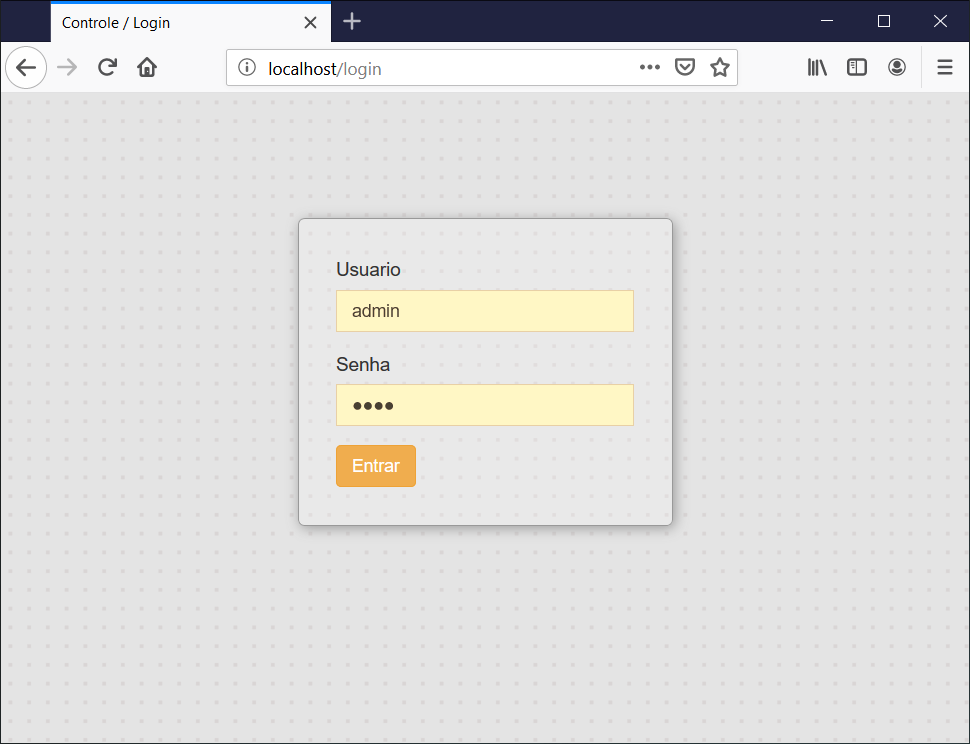 Controle / Login
localhost/login
Usuario
admin
Senha
••••
Entrar